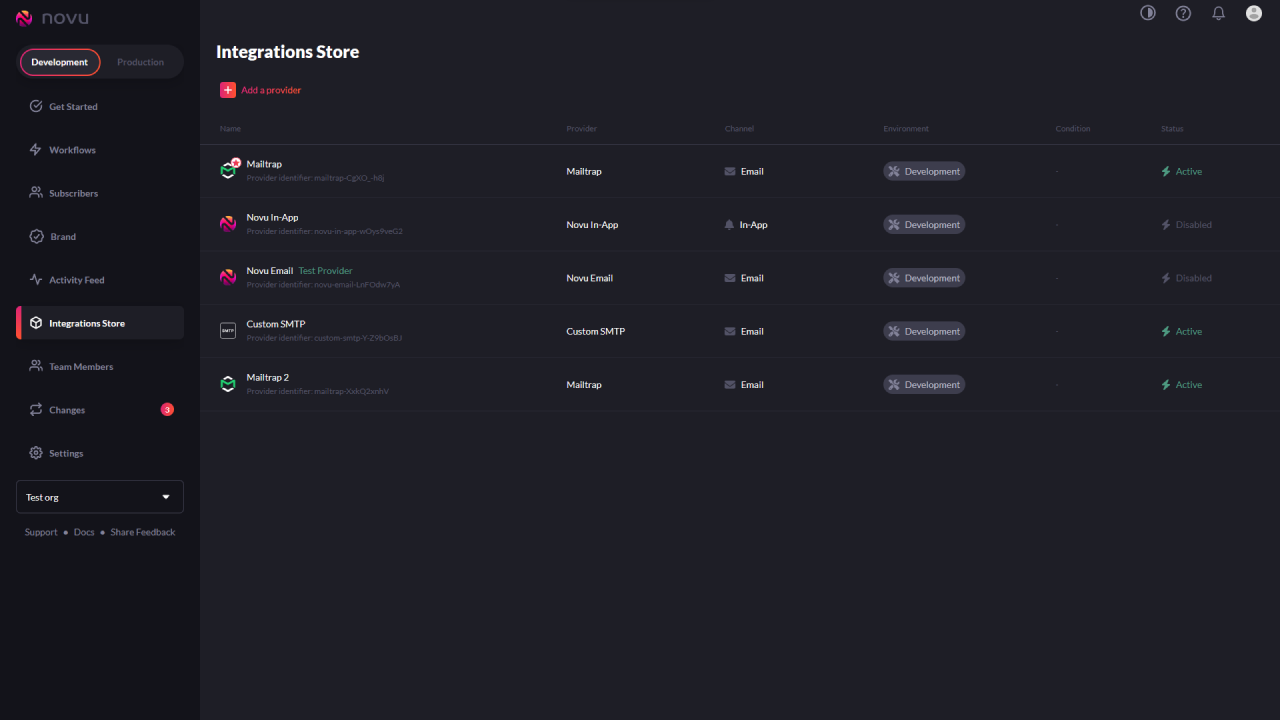 novu
Development Production
Get Started
Workflows
Subscribers
Brand
Activity Feed
Integrations Store
Team Members
Changes 3
Settings
Test org
Support • Docs • Share Feedback
Integrations Store
Add a provider
Name Provider Channel Environment Condition Status
Mailtrap
Provider identifier: mailtrap-CgXO_-h8j
Mailtrap Email Development - Active
Novu In-App
Provider identifier: novu-in-app-wOys9veG2
Novu In-App In-App Development - Disabled
Novu Email Test Provider
Provider identifier: novu-email-LnFOdw7yA
Novu Email Email Development - Disabled
SMTP
Custom SMTP
Provider identifier: custom-smtp-Y-Z9bOsBJ
Custom SMTP Email Development - Active
Mailtrap 2
Provider identifier: mailtrap-XxkQ2xnhV
Mailtrap Email Development - Active